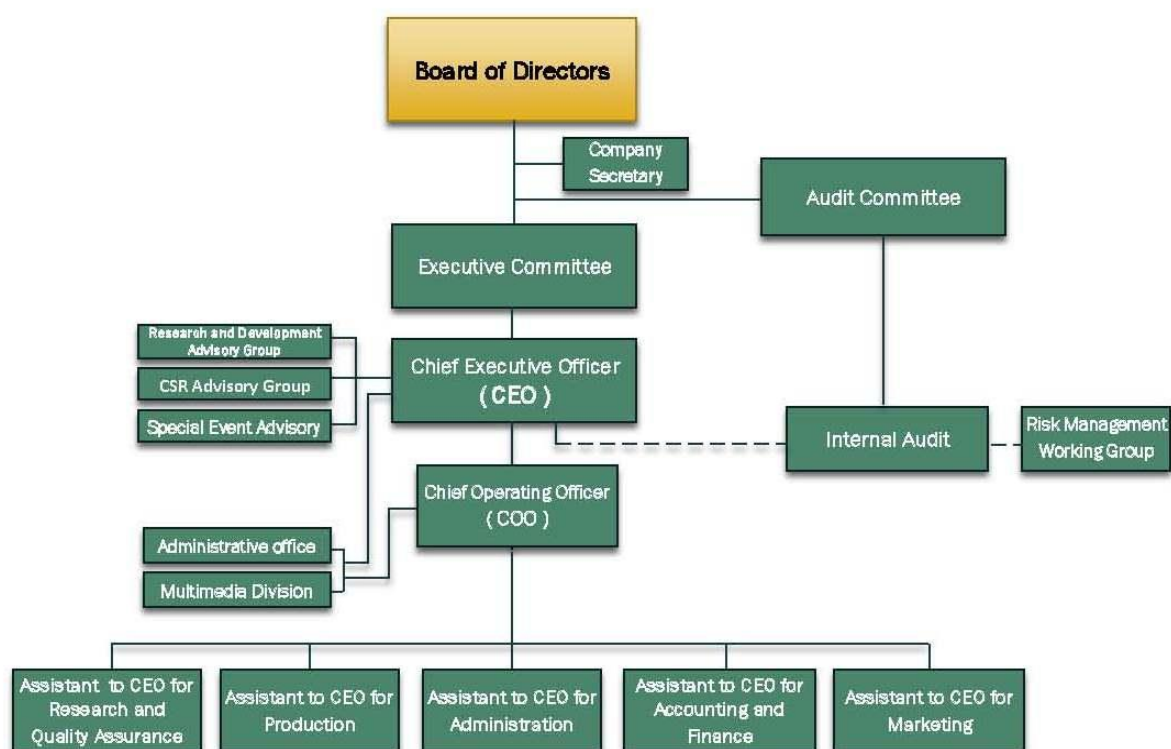 Board of Directors
Company
Secretary
Audit Committee
Executive Committee
Research and Development
Advisory Group
CSR Advisory Group
Special Event Advisory
Chief Executive Officer
( CEO )
Internal Audit
Risk Management
Working Group
Chief Operating Officer
( COO )
Administrative office
Multimedia Division
Assistant to CEO for
Research and
Quality Assurance
Assistant to CEO for
Production
Assistant to CEO for
Administration
Assistant to CEO for
Accounting and
Finance
Assistant to CEO for
Marketing